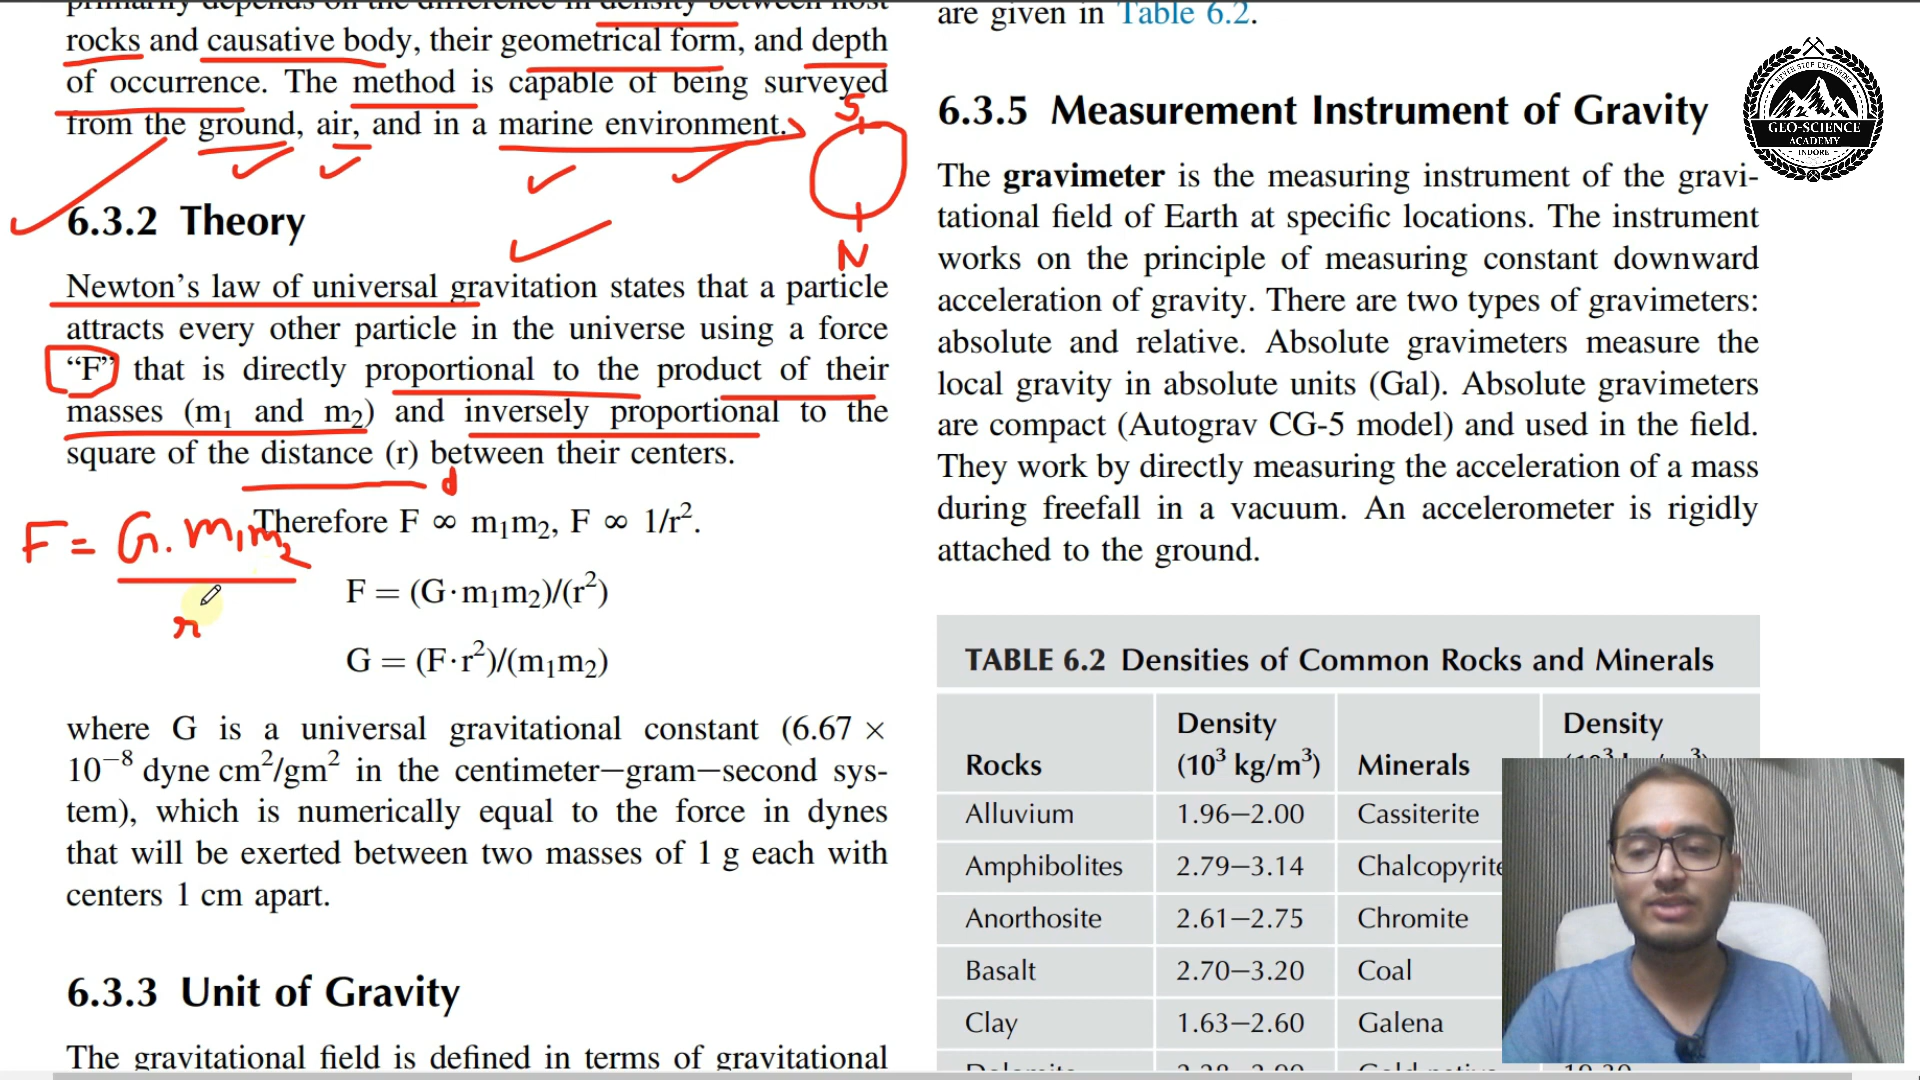 primarily depends on the difference in density between host
rocks and causative body, their geometrical form, and depth
of occurrence. The method is capable of being surveyed
from the ground, air, and in a marine environment.
S
N
6.3.2 Theory
Newton's law of universal gravitation states that a particle
attracts every other particle in the universe using a force
“F” that is directly proportional to the product of their
masses (m₁ and m₂) and inversely proportional to the
square of the distance (r) between their centers.
d
Therefore F ∞ m₁m₂, F ∞ 1/r².
F = G. m₁m₂
r
F = (G·m₁m₂)/(r²)
G = (F·r²)/(m₁m₂)
where G is a universal gravitational constant (6.67 ×
10⁻⁸ dyne cm²/gm² in the centimeter–gram–second sys-
tem), which is numerically equal to the force in dynes
that will be exerted between two masses of 1 g each with
centers 1 cm apart.
6.3.3 Unit of Gravity
The gravitational field is defined in terms of gravitational
are given in Table 6.2.
6.3.5 Measurement Instrument of Gravity
The gravimeter is the measuring instrument of the gravi-
tational field of Earth at specific locations. The instrument
works on the principle of measuring constant downward
acceleration of gravity. There are two types of gravimeters:
absolute and relative. Absolute gravimeters measure the
local gravity in absolute units (Gal). Absolute gravimeters
are compact (Autograv CG-5 model) and used in the field.
They work by directly measuring the acceleration of a mass
during freefall in a vacuum. An accelerometer is rigidly
attached to the ground.
TABLE 6.2 Densities of Common Rocks and Minerals
Rocks Density (10³ kg/m³) Minerals Density
Alluvium 1.96–2.00 Cassiterite
Amphibolites 2.79–3.14 Chalcopyrite
Anorthosite 2.61–2.75 Chromite
Basalt 2.70–3.20 Coal
Clay 1.63–2.60 Galena
NEVER STOP EXPLORING
GEO-SCIENCE
ACADEMY
INDORE